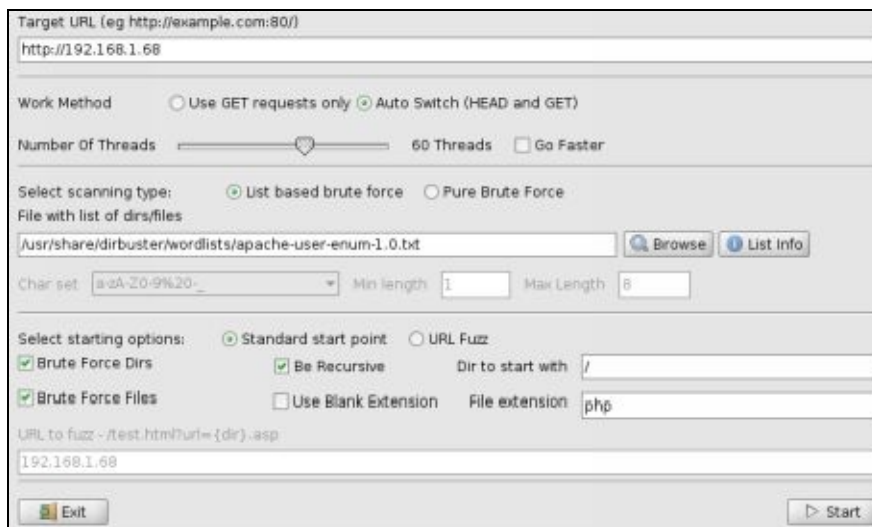 Target URL (eg http://example.com:80/)
http://192.168.1.68
Work Method Use GET requests only Auto Switch (HEAD and GET)
Number Of Threads 60 Threads Go Faster
Select scanning type: List based brute force Pure Brute Force
File with list of dirs/files
/usr/share/dirbuster/wordlists/apache-user-enum-1.0.txt Browse List Info
Char set a-zA-Z0-9%20-_ Min length 1 Max Length 8
Select starting options: Standard start point URL Fuzz
Brute Force Dirs Be Recursive Dir to start with /
Brute Force Files Use Blank Extension File extension php
URL to fuzz - /test.html?url={dir}.asp
192.168.1.68
Exit Start